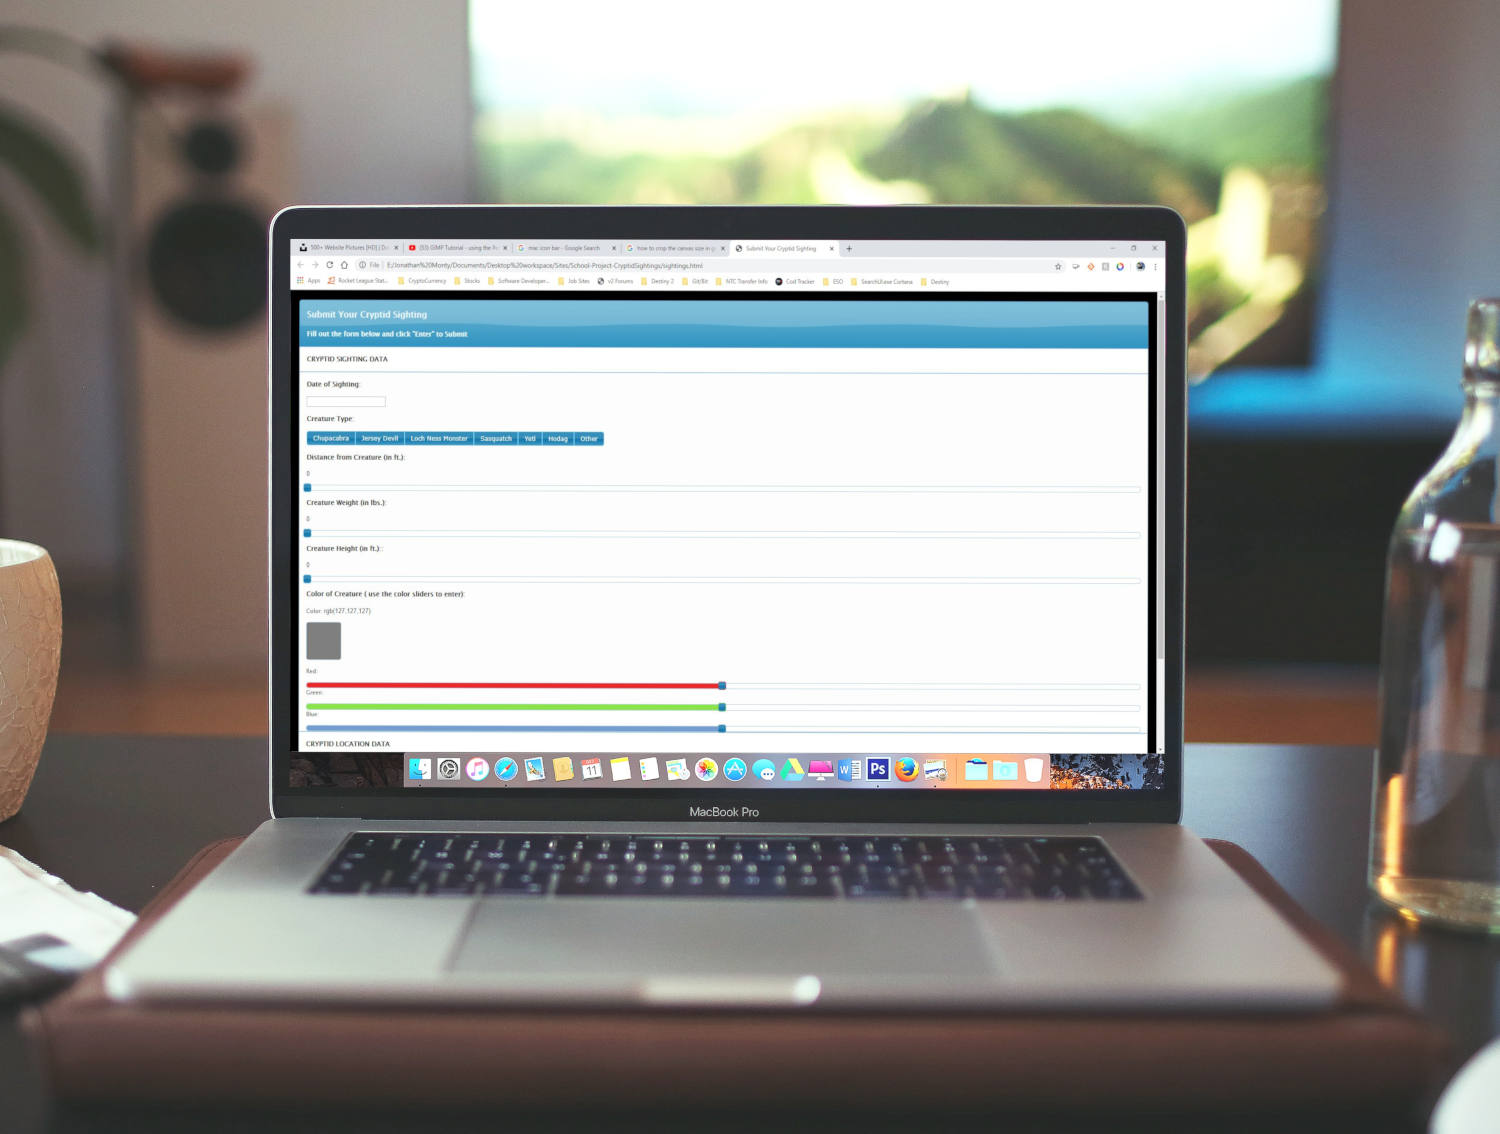 500+ Website Pictures [HD] | Do
(53) GIMP Tutorial - using the Pe
mac icon bar - Google Search
how to crop the canvas size in g
Submit Your Cryptid Sighting
File | E:/Jonathan%20Monty/Documents/Desktop%20workspace/Sites/School-Project-CryptidSightings/sightings.html
Apps Rocket League Stat... CryptoCurrency Stocks Software Developer... Job Sites v2 Forums Destiny 2 Git/Bit NTC Transfer Info Cod Tracker ESO Cortana Destiny
Submit Your Cryptid Sighting
Fill out the form below and click "Enter" to Submit
CRYPTID SIGHTING DATA
Date of Sighting:
Creature Type:
Chupacabra Jersey Devil Loch Ness Monster Sasquatch Yeti Hodag Other
Distance from Creature (in ft.):
0
Creature Weight (in lbs.):
0
Creature Height (in ft.):
0
Color of Creature ( use the color sliders to enter):
Color: rgb(127,127,127)
Red:
Green:
Blue:
CRYPTID LOCATION DATA
11
W
Ps
MacBook Pro